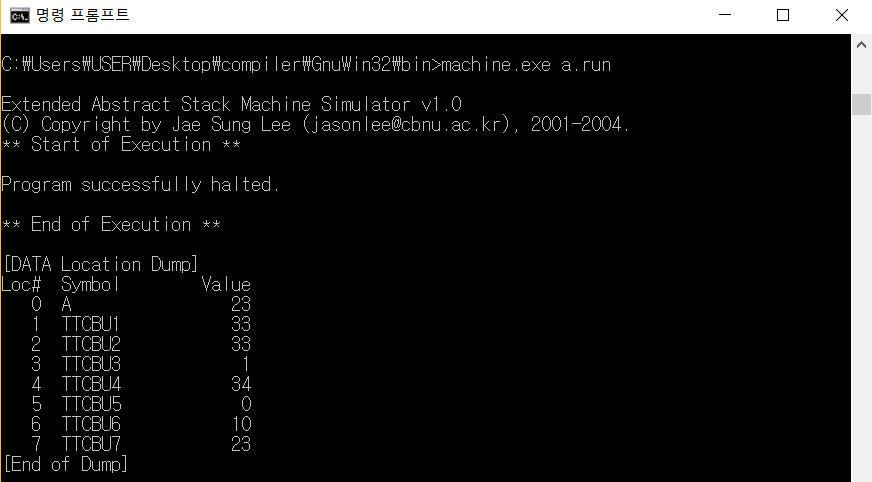 명령 프롬프트
C:₩Users₩USER₩Desktop₩compiler₩GnuWin32₩bin>machine.exe a.run
Extended Abstract Stack Machine Simulator v1.0
(C) Copyright by Jae Sung Lee (jasonlee@cbnu.ac.kr), 2001-2004.
** Start of Execution **
Program successfully halted.
** End of Execution **
[DATA Location Dump]
Loc#  Symbol        Value
0  A                23
1  TTCBU1           33
2  TTCBU2           33
3  TTCBU3            1
4  TTCBU4           34
5  TTCBU5            0
6  TTCBU6           10
7  TTCBU7           23
[End of Dump]